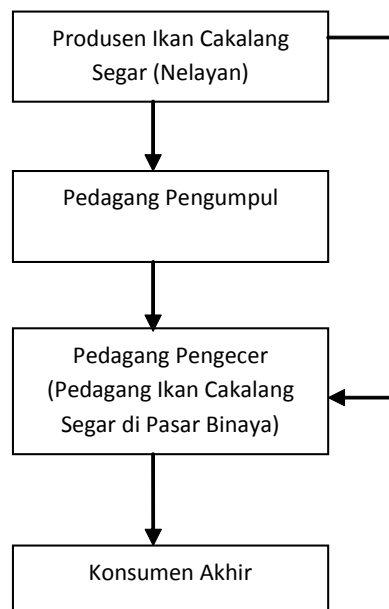 Produsen Ikan Cakalang
Segar (Nelayan)
Pedagang Pengumpul
Pedagang Pengecer
(Pedagang Ikan Cakalang
Segar di Pasar Binaya)
Konsumen Akhir